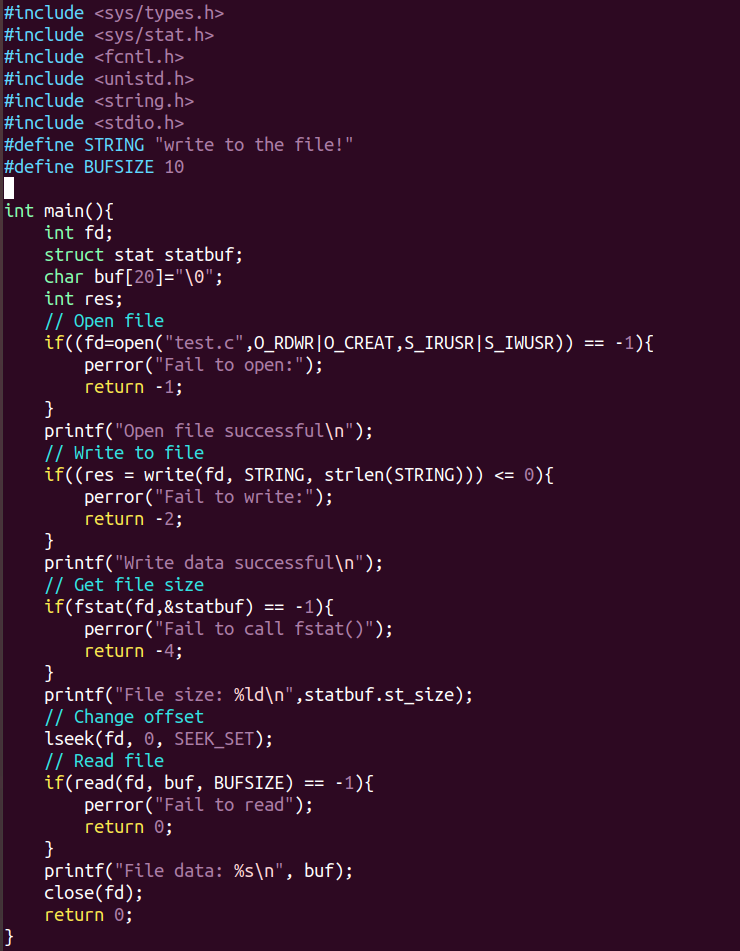 #include <sys/types.h>
#include <sys/stat.h>
#include <fcntl.h>
#include <unistd.h>
#include <string.h>
#include <stdio.h>
#define STRING "write to the file!"
#define BUFSIZE 10

int main(){
    int fd;
    struct stat statbuf;
    char buf[20]="\0";
    int res;
    // Open file
    if((fd=open("test.c",O_RDWR|O_CREAT,S_IRUSR|S_IWUSR)) == -1){
        perror("Fail to open:");
        return -1;
    }
    printf("Open file successful\n");
    // Write to file
    if((res = write(fd, STRING, strlen(STRING))) <= 0){
        perror("Fail to write:");
        return -2;
    }
    printf("Write data successful\n");
    // Get file size
    if(fstat(fd,&statbuf) == -1){
        perror("Fail to call fstat()");
        return -4;
    }
    printf("File size: %ld\n",statbuf.st_size);
    // Change offset
    lseek(fd, 0, SEEK_SET);
    // Read file
    if(read(fd, buf, BUFSIZE) == -1){
        perror("Fail to read");
        return 0;
    }
    printf("File data: %s\n", buf);
    close(fd);
    return 0;
}